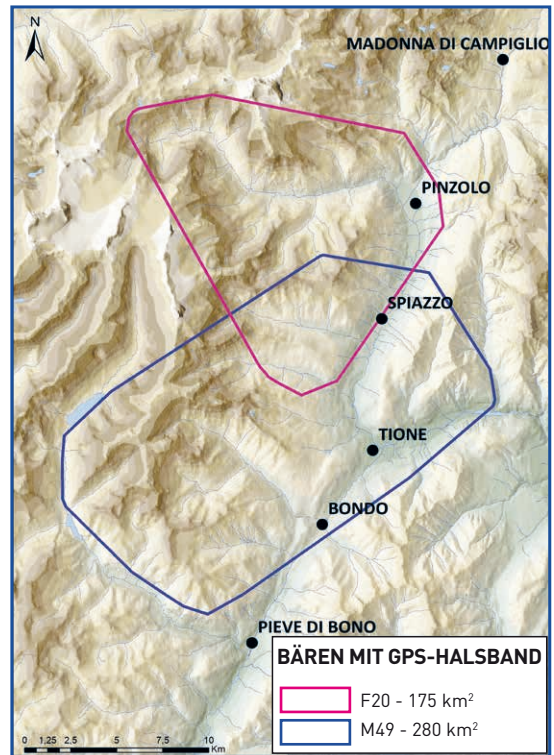 N
MADONNA DI CAMPIGLIO
PINZOLO
SPIAZZO
TIONE
BONDO
PIEVE DI BONO
BÄREN MIT GPS-HALSBAND
F20 - 175 km²
M49 - 280 km²
0 1,25 2,5 5 7,5 10
Km